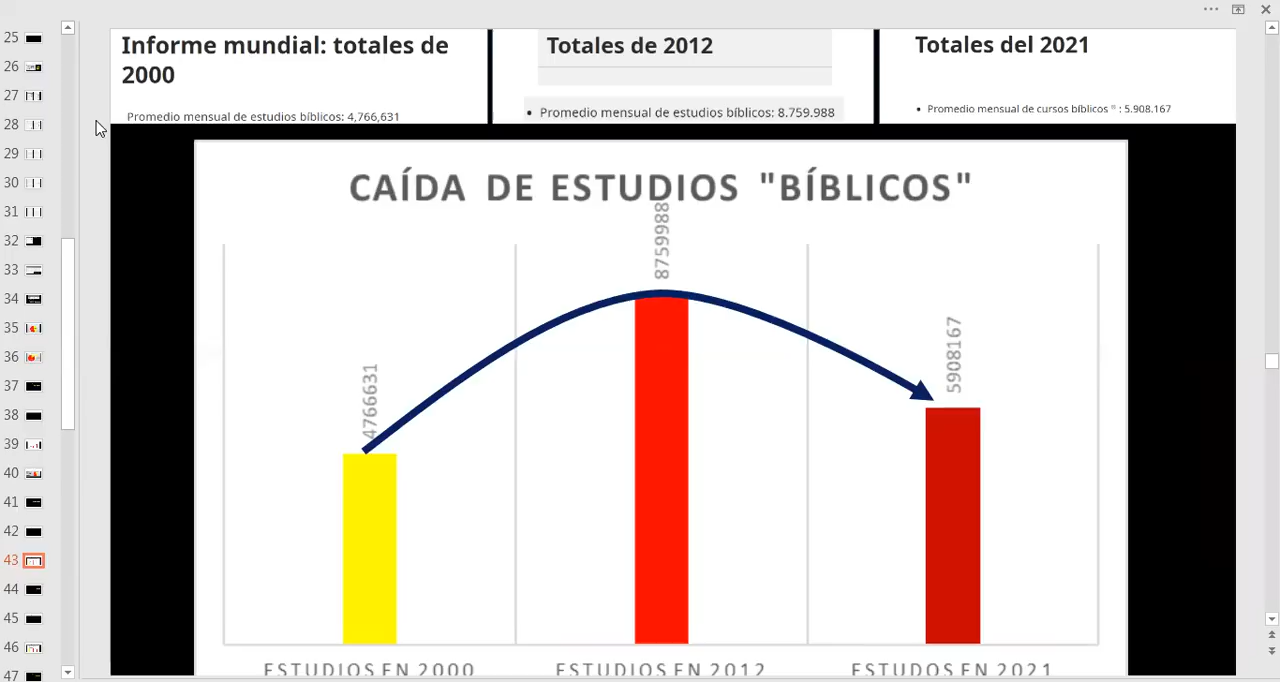 25
26
27
28
29
30
31
32
33
34
35
36
37
38
39
40
41
42
43
44
45
46
47
Informe mundial: totales de
2000
Promedio mensual de estudios bíblicos: 4,766,631
Totales de 2012
• Promedio mensual de estudios bíblicos: 8.759.988
Totales del 2021
• Promedio mensual de cursos bíblicos : 5.908.167
CAÍDA DE ESTUDIOS "BÍBLICOS"
4766631
8759988
5908167
ESTUDIOS EN 2000
ESTUDIOS EN 2012
ESTUDOS EN 2021